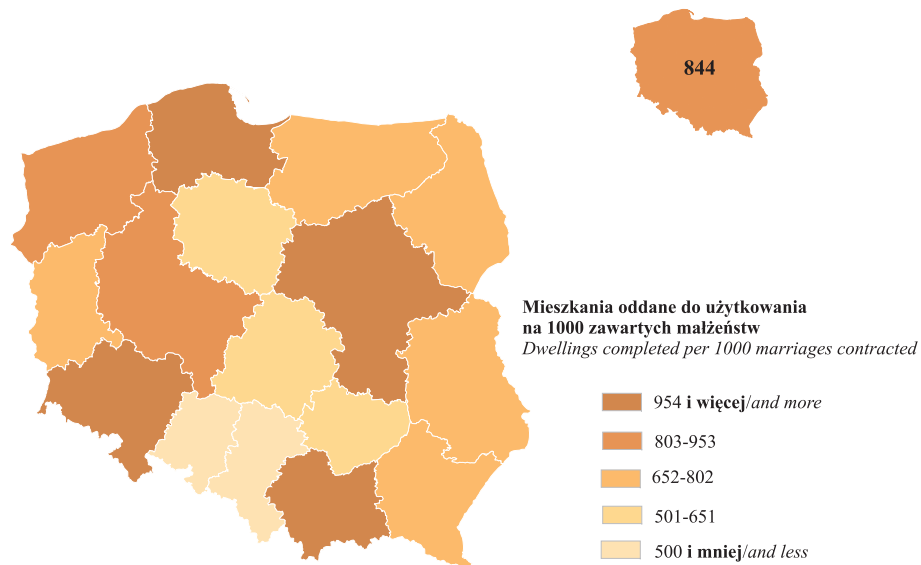 844
Mieszkania oddane do użytkowania
na 1000 zawartych małżeństw
Dwellings completed per 1000 marriages contracted
954 i więcej/and more
803-953
652-802
501-651
500 i mniej/and less